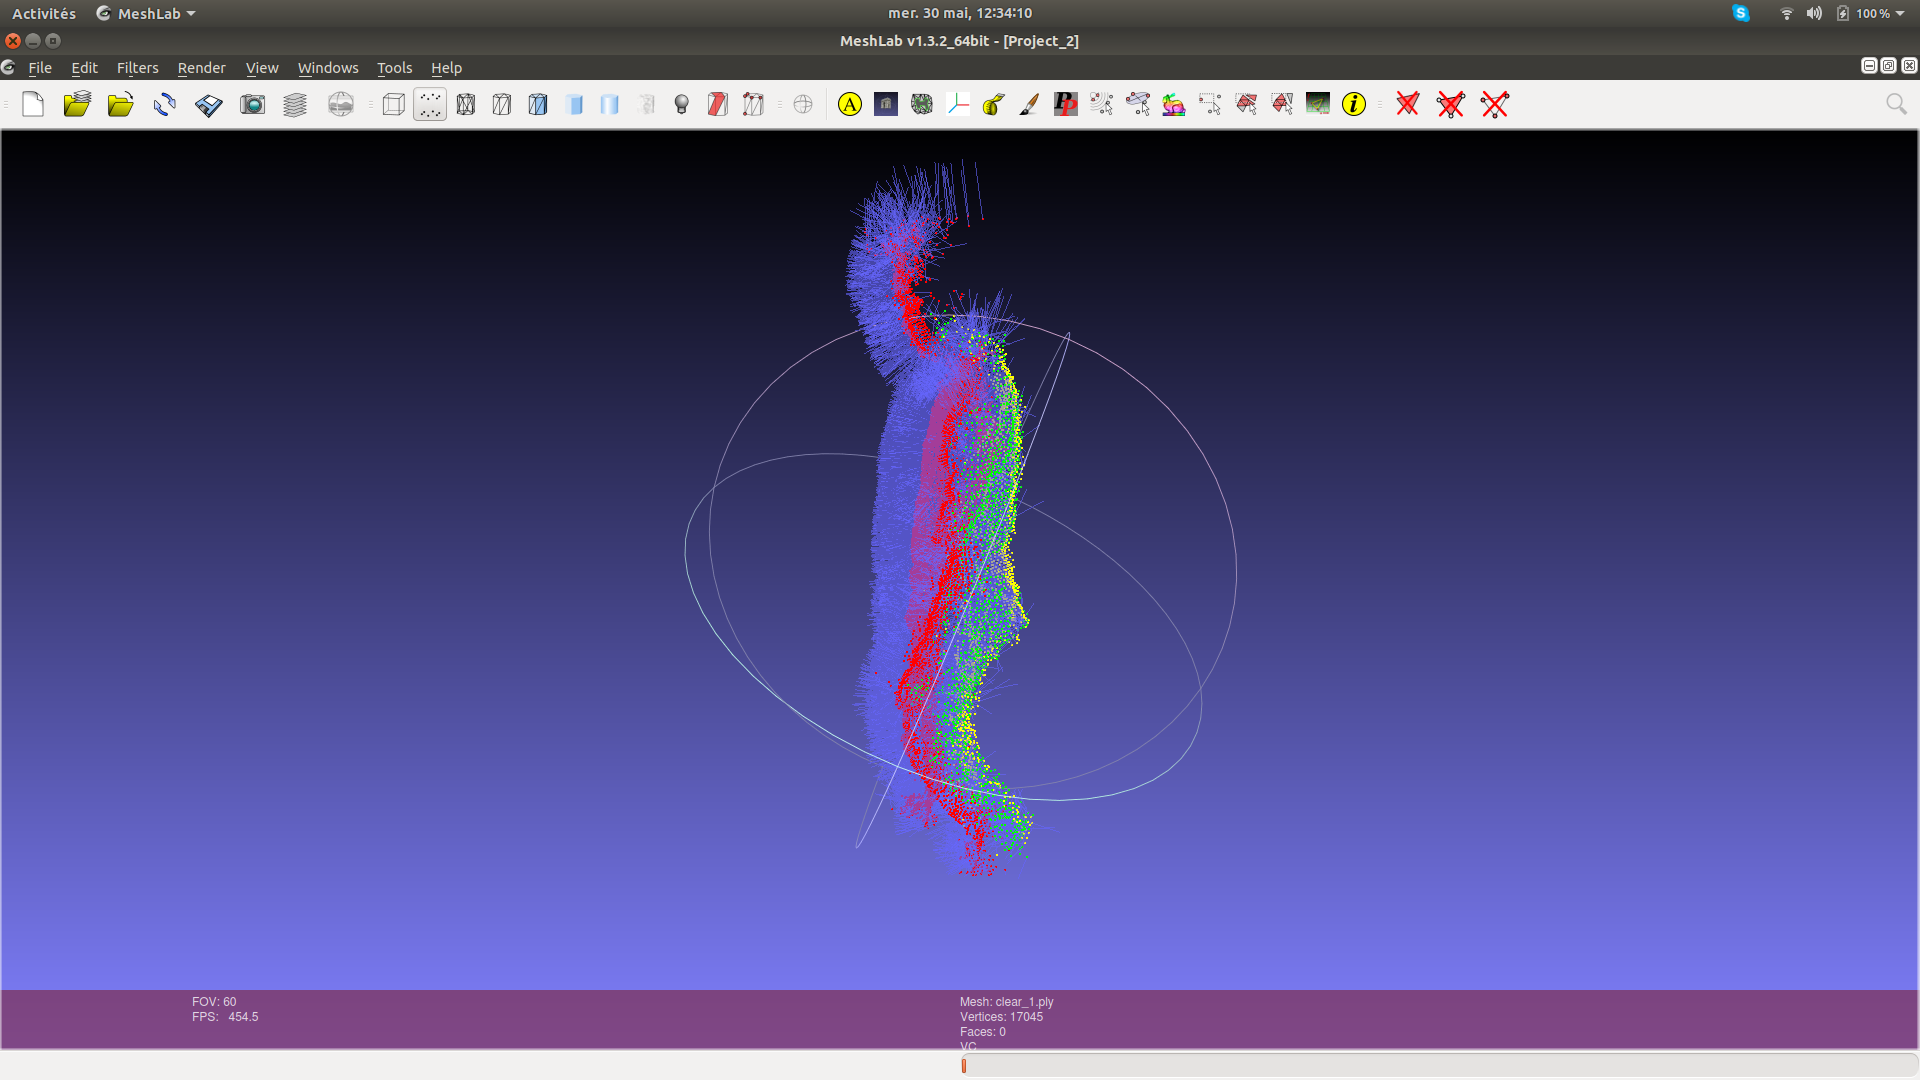 Activités MeshLab mer. 30 mai, 12:34:10 100 %
MeshLab v1.3.2_64bit - [Project_2]
File Edit Filters Render View Windows Tools Help
FOV: 60
FPS: 454.5
Mesh: clear_1.ply
Vertices: 17045
Faces: 0
VC